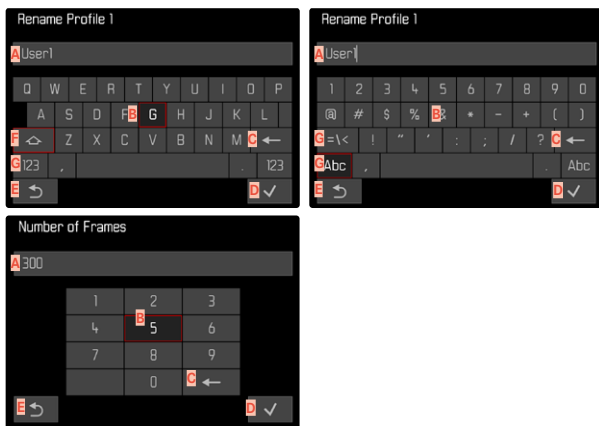 Rename Profile 1
A User1
Q W E R T Y U I O P
A S D F B G H J K L
F Z X C V B N M C ←
G 123 , . 123
E D
Rename Profile 1
A User1
1 2 3 4 5 6 7 8 9 0
@ # $ % B & * - + ( )
G =\< ! " ' : ; / ? C ←
G Abc , . Abc
E D
Number of Frames
A 300
1 2 3
B
4 5 6
7 8 9
0 C ←
E D